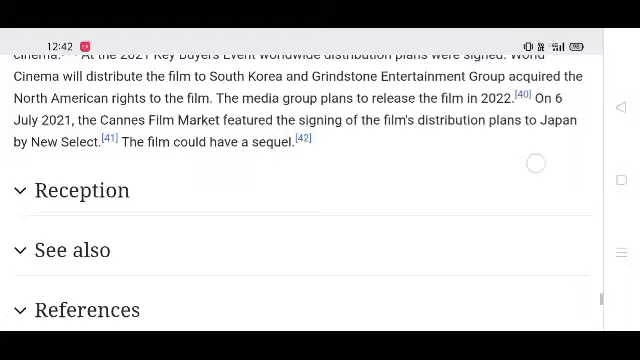 12:42
cinema. At the 2021 Key Buyers Event worldwide distribution plans were signed. World
Cinema will distribute the film to South Korea and Grindstone Entertainment Group acquired the
North American rights to the film. The media group plans to release the film in 2022.[40] On 6
July 2021, the Cannes Film Market featured the signing of the film's distribution plans to Japan
by New Select.[41] The film could have a sequel.[42]
Reception
See also
References